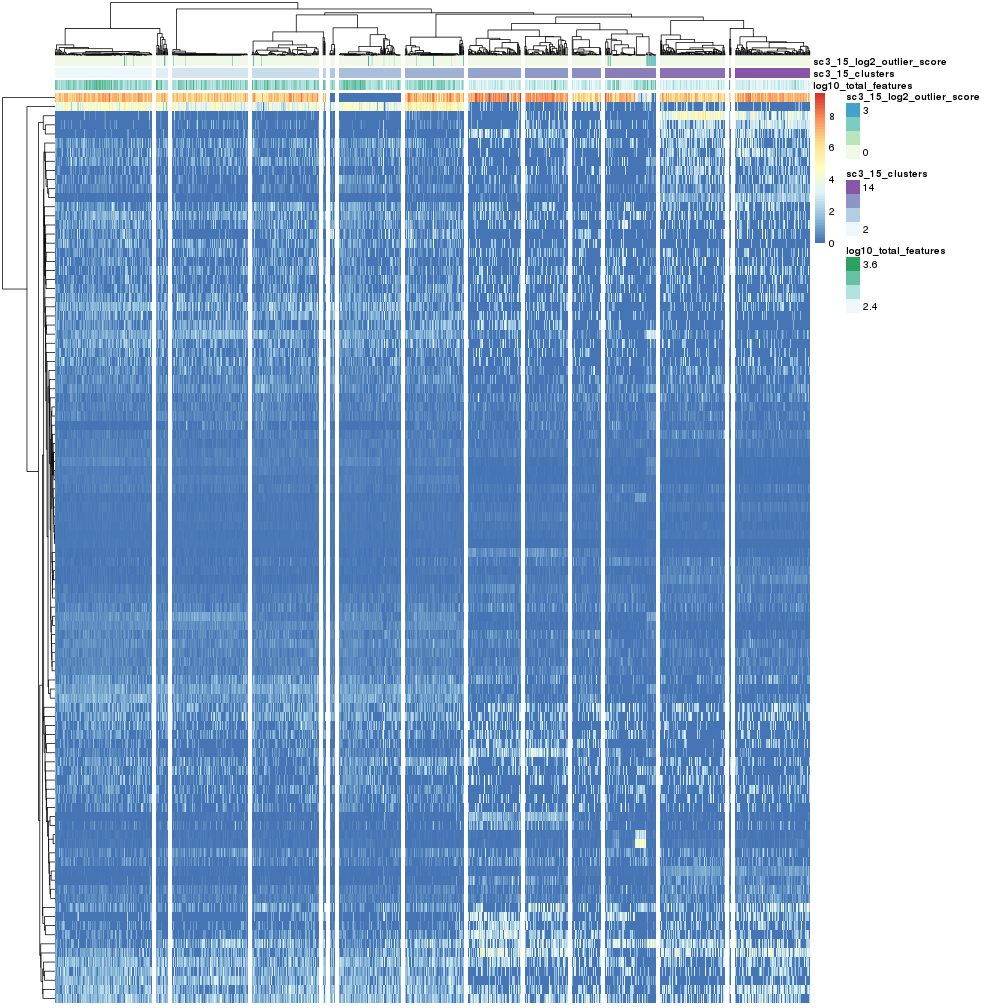 sc3_15_log2_outlier_score
sc3_15_clusters
log10_total_features
8
6
4
2
0
sc3_15_log2_outlier_score
3
0
sc3_15_clusters
14
2
log10_total_features
3.6
2.4